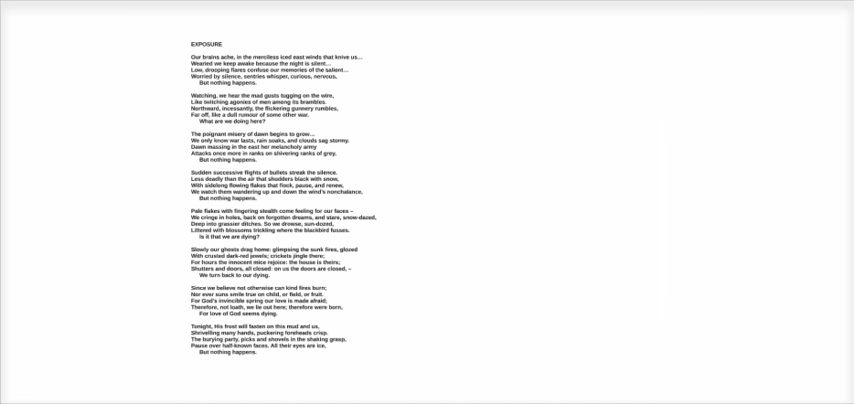 EXPOSURE
Our brains ache, in the merciless iced east winds that knive us…
Wearied we keep awake because the night is silent…
Low, drooping flares confuse our memories of the salient…
Worried by silence, sentries whisper, curious, nervous,
But nothing happens.
Watching, we hear the mad gusts tugging on the wire,
Like twitching agonies of men among its brambles.
Northward, incessantly, the flickering gunnery rumbles,
Far off, like a dull rumour of some other war.
What are we doing here?
The poignant misery of dawn begins to grow…
We only know war lasts, rain soaks, and clouds sag stormy.
Dawn massing in the east her melancholy army
Attacks once more in ranks on shivering ranks of grey,
But nothing happens.
Sudden successive flights of bullets streak the silence.
Less deadly than the air that shudders black with snow,
With sidelong flowing flakes that flock, pause, and renew,
We watch them wandering up and down the wind's nonchalance,
But nothing happens.
Pale flakes with fingering stealth come feeling for our faces –
We cringe in holes, back on forgotten dreams, and stare, snow-dazed,
Deep into grassier ditches. So we drowse, sun-dozed,
Littered with blossoms trickling where the blackbird fusses.
Is it that we are dying?
Slowly our ghosts drag home: glimpsing the sunk fires, glozed
With crusted dark-red jewels; crickets jingle there;
For hours the innocent mice rejoice: the house is theirs;
Shutters and doors, all closed: on us the doors are closed, –
We turn back to our dying.
Since we believe not otherwise can kind fires burn;
Nor ever suns smile true on child, or field, or fruit.
For God's invincible spring our love is made afraid;
Therefore, not loath, we lie out here; therefore were born,
For love of God seems dying.
Tonight, His frost will fasten on this mud and us,
Shrivelling many hands, puckering foreheads crisp.
The burying party, picks and shovels in the shaking grasp,
Pause over half-known faces. All their eyes are ice,
But nothing happens.